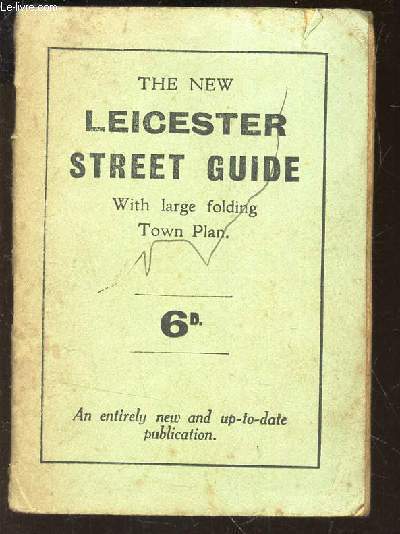 www.Le-Livre.com
THE NEW
LEICESTER
STREET GUIDE
With large folding
Town Plan.
6D.
An entirely new and up-to-date
publication.